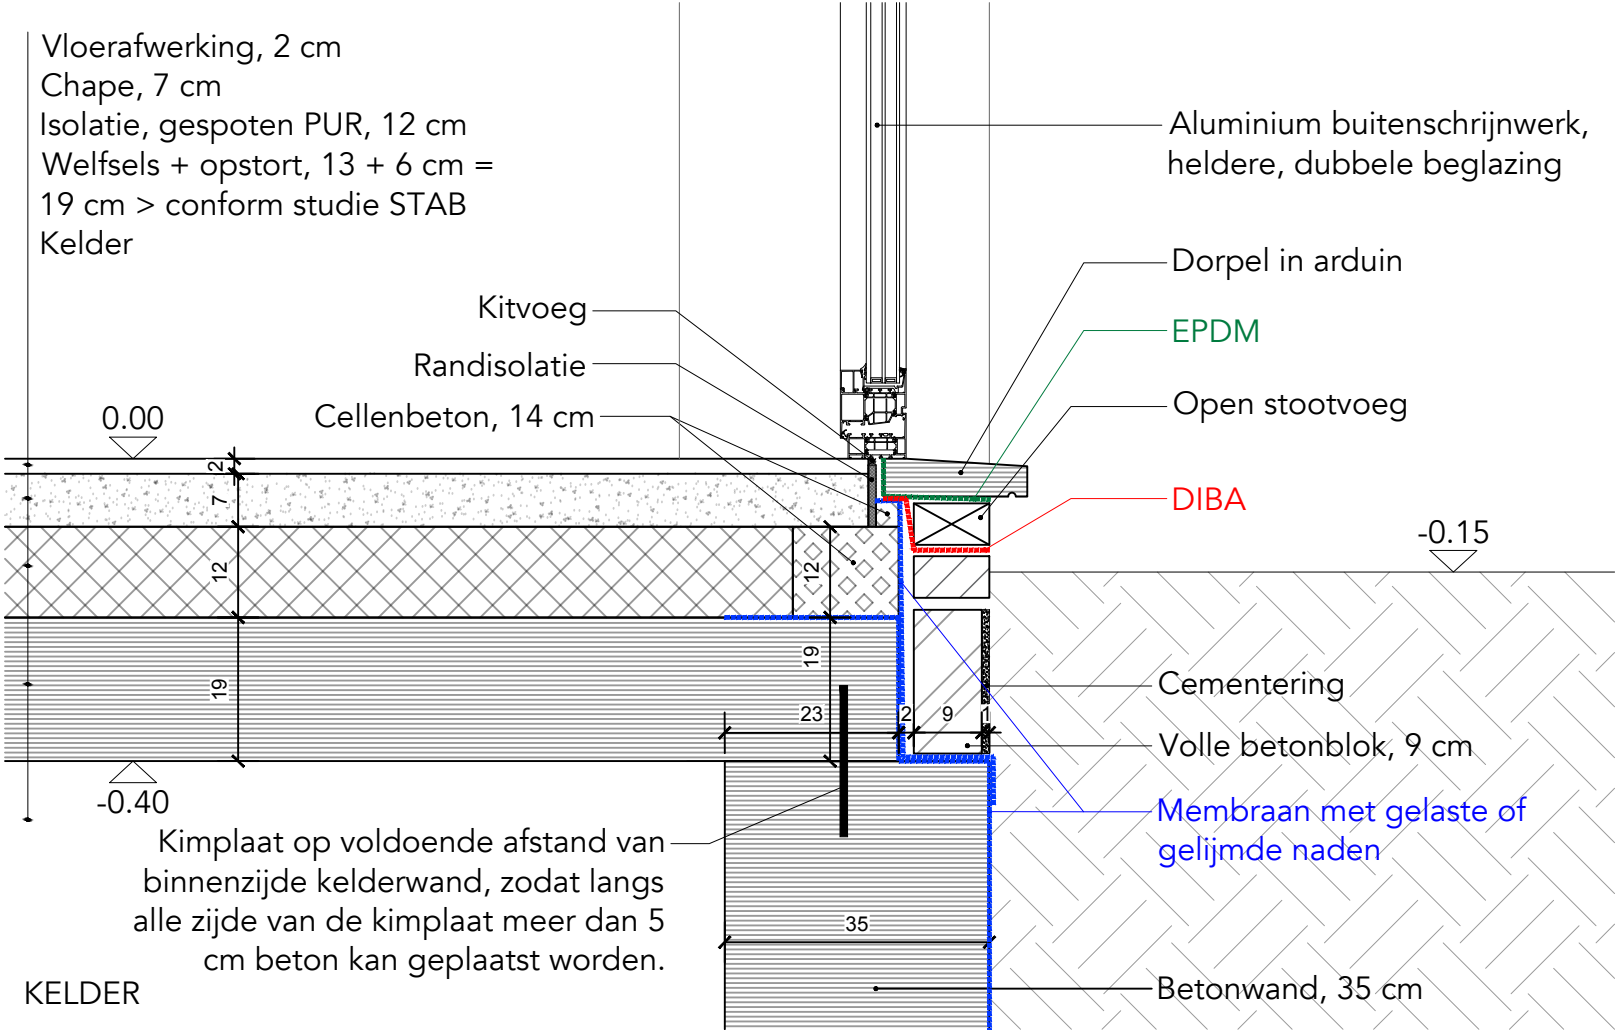 Vloerafwerking, 2 cm
Chape, 7 cm
Isolatie, gespoten PUR, 12 cm
Welfsels + opstort, 13 + 6 cm =
19 cm > conform studie STAB
Kelder
Aluminium buitenschrijnwerk,
heldere, dubbele beglazing
Dorpel in arduin
Kitvoeg
EPDM
Randisolatie
Open stootvoeg
Cellenbeton, 14 cm
0.00
2
7
DIBA
-0.15
12
12
19
19
23
2
9
1
Cementering
Volle betonblok, 9 cm
-0.40
Membraan met gelaste of
gelijmde naden
Kimplaat op voldoende afstand van
binnenzijde kelderwand, zodat langs
alle zijde van de kimplaat meer dan 5
cm beton kan geplaatst worden.
35
KELDER
Betonwand, 35 cm